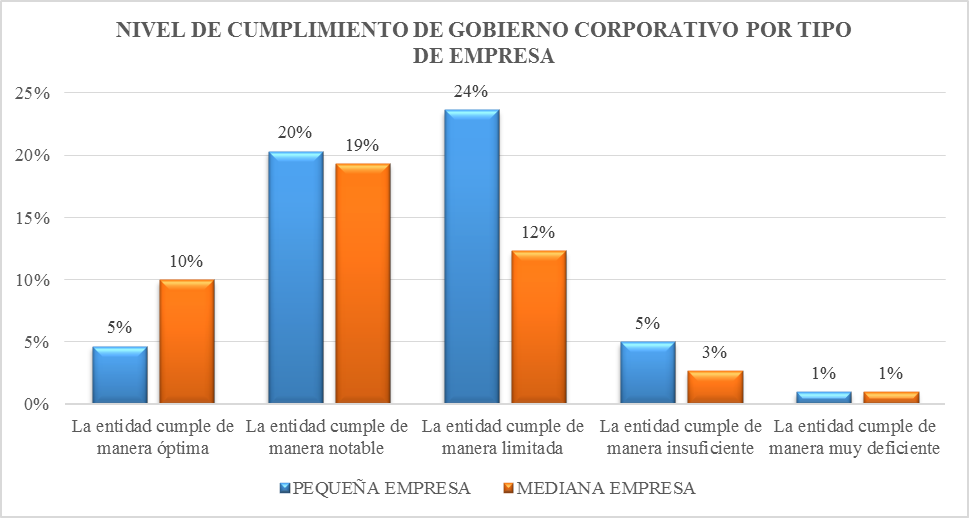 NIVEL DE CUMPLIMIENTO DE GOBIERNO CORPORATIVO POR TIPO
DE EMPRESA
25%
20%
15%
10%
5%
0%
5%
10%
20%
19%
24%
12%
5%
3%
1%
1%
La entidad cumple de
manera óptima
La entidad cumple de
manera notable
La entidad cumple de
manera limitada
La entidad cumple de
manera insuficiente
La entidad cumple de
manera muy deficiente
PEQUEÑA EMPRESA
MEDIANA EMPRESA